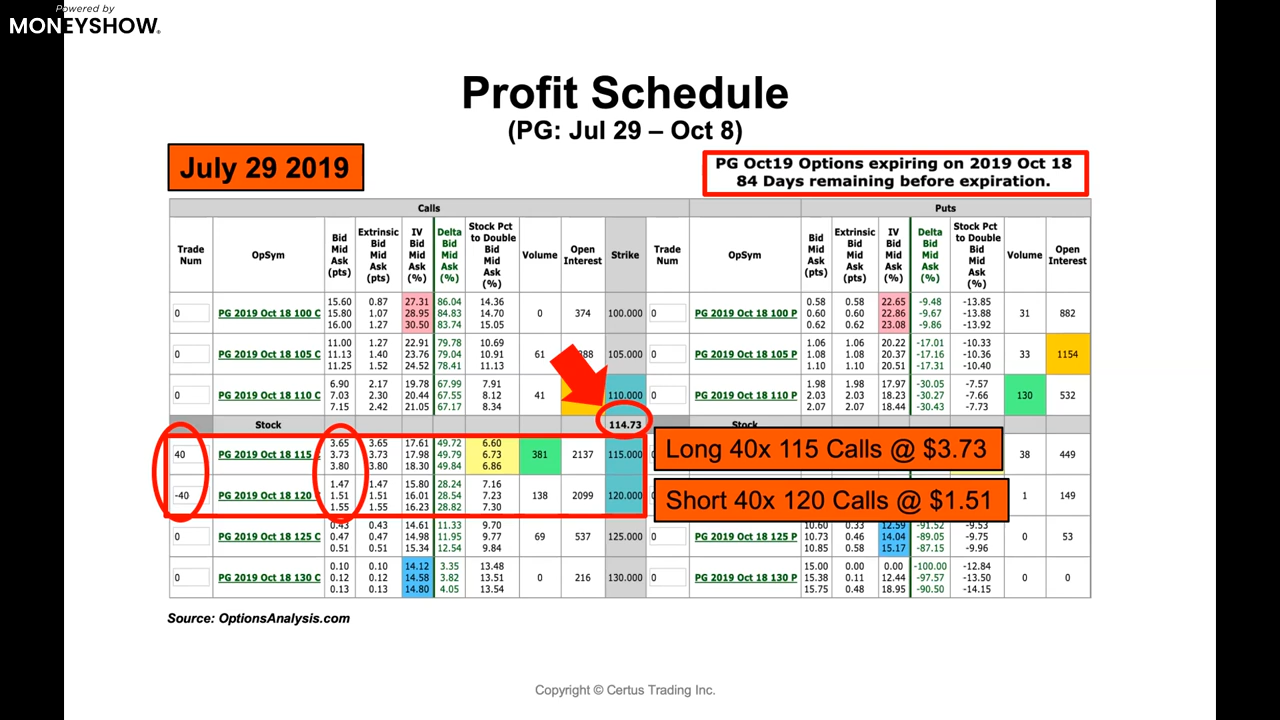 Powered by
MONEYSHOW.
Profit Schedule
(PG: Jul 29 – Oct 8)
July 29 2019
PG Oct19 Options expiring on 2019 Oct 18
84 Days remaining before expiration.
Calls Puts
Trade Num OpSym Bid Mid Ask (pts) Extrinsic Bid Mid Ask (pts) IV Bid Mid Ask (%) Delta Bid Mid Ask (%) Stock Pct to Double Bid Mid Ask (%) Volume Open Interest Strike Trade Num OpSym Bid Mid Ask (pts) Extrinsic Bid Mid Ask (pts) IV Bid Mid Ask (%) Delta Bid Mid Ask (%) Stock Pct to Double Bid Mid Ask (%) Volume Open Interest
15.60 0.87 27.31 86.04 14.36 0.58 0.58 22.65 -9.48 -13.85
0 PG 2019 Oct 18 100 C 15.80 1.07 28.95 84.83 14.70 0 374 100.000 0 PG 2019 Oct 18 100 P 0.60 0.60 22.86 -9.67 -13.88 31 882
16.00 1.27 30.50 83.74 15.05 0.62 0.62 23.08 -9.86 -13.92
11.00 1.27 22.91 79.78 10.69 1.06 1.06 20.22 -17.01 -10.33
0 PG 2019 Oct 18 105 C 11.13 1.40 23.76 79.04 10.91 61 105.000 0 PG 2019 Oct 18 105 P 1.08 1.08 20.37 -17.16 -10.36 33 1154
11.25 1.52 24.52 78.41 11.13 1.10 1.10 20.51 -17.31 -10.40
6.90 2.17 19.78 67.99 7.91 1.98 1.98 17.97 -30.05 -7.57
0 PG 2019 Oct 18 110 C 7.03 2.30 20.44 67.55 8.12 41 110.000 0 PG 2019 Oct 18 110 P 2.03 2.03 18.23 -30.27 -7.66 130 532
7.15 2.42 21.05 67.17 8.34 2.07 2.07 18.44 -30.43 -7.73
Stock 114.73 Stock
3.65 3.65 17.61 49.72 6.60
40 PG 2019 Oct 18 115 3.73 3.73 17.98 49.79 6.73 381 2137 115.000 Long 40x 115 Calls @ $3.73 38 449
3.80 3.80 18.30 49.84 6.86
1.47 1.47 15.80 28.24 7.16
-40 PG 2019 Oct 18 120 1.51 1.51 16.01 28.54 7.23 138 2099 120.000 Short 40x 120 Calls @ $1.51 1 149
1.55 1.55 16.23 28.82 7.30
0.43 0.43 14.61 11.33 9.70 10.60 0.33 12.59 -91.52 -9.53
0 PG 2019 Oct 18 125 C 0.47 0.47 14.98 11.95 9.77 69 537 125.000 0 PG 2019 Oct 18 125 P 10.73 0.46 14.04 -89.05 -9.75 0 53
0.51 0.51 15.34 12.54 9.84 10.85 0.58 15.17 -87.15 -9.96
0.10 0.10 14.12 3.35 13.48 15.00 0.00 0.00 -100.00 -12.84
0 PG 2019 Oct 18 130 C 0.12 0.12 14.58 3.82 13.51 0 216 130.000 0 PG 2019 Oct 18 130 P 15.38 0.11 12.44 -97.57 -13.50 0 0
0.13 0.13 14.80 4.05 13.54 15.75 0.48 18.95 -90.50 -14.15
Source: OptionsAnalysis.com
Copyright © Certus Trading Inc.